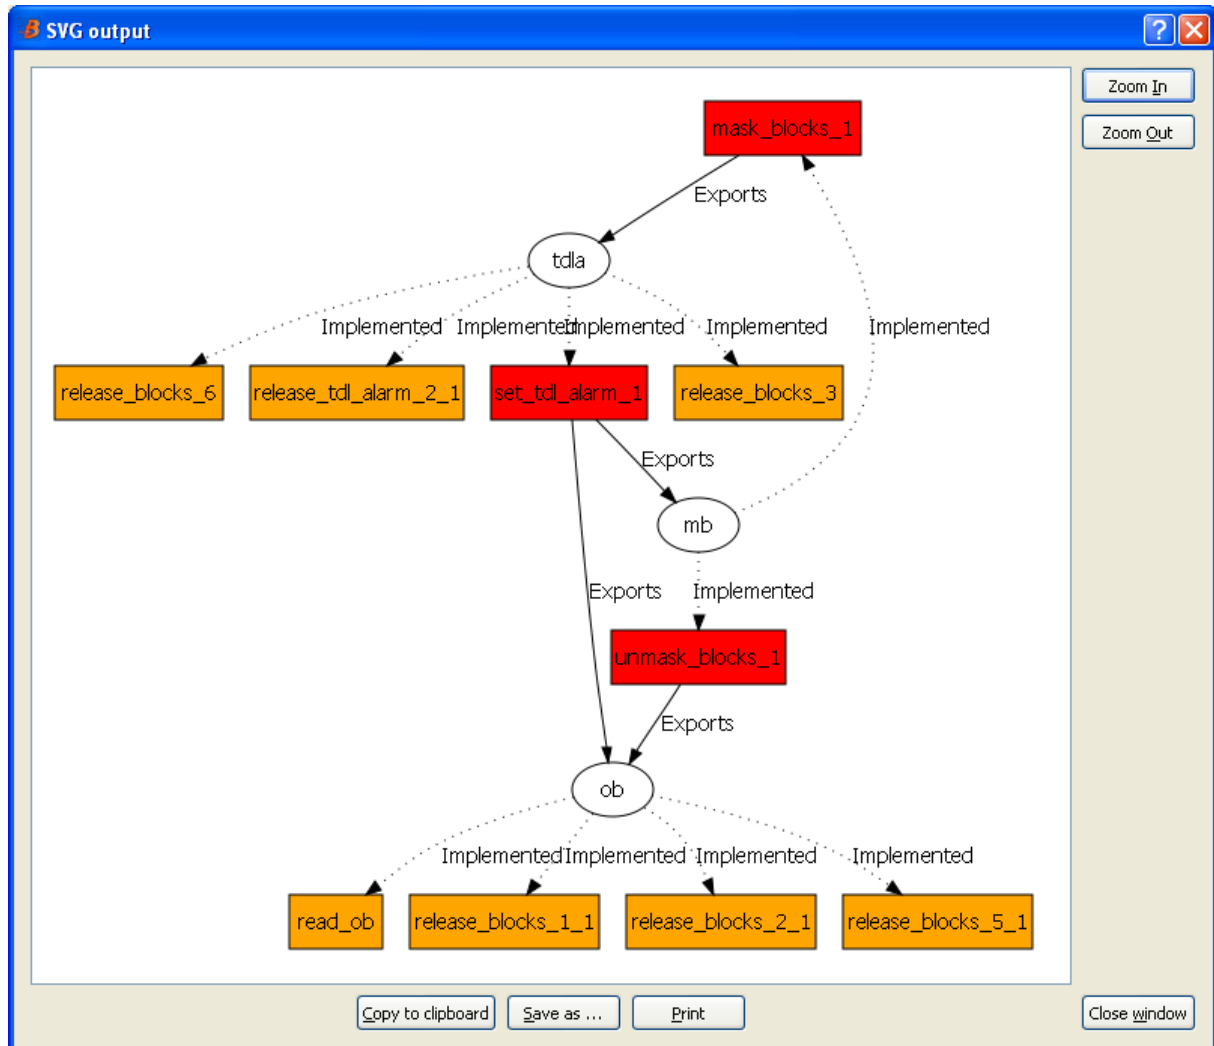 SVG output
Zoom In
Zoom Out
mask_blocks_1
Exports
tdla
Implemented Implemented Implemented Implemented Implemented
release_blocks_6 release_tdl_alarm_2_1 set_tdl_alarm_1 release_blocks_3
Exports
mb
Exports Implemented
unmask_blocks_1
Exports
ob
Implemented Implemented Implemented Implemented
read_ob release_blocks_1_1 release_blocks_2_1 release_blocks_5_1
Copy to clipboard Save as ... Print Close window